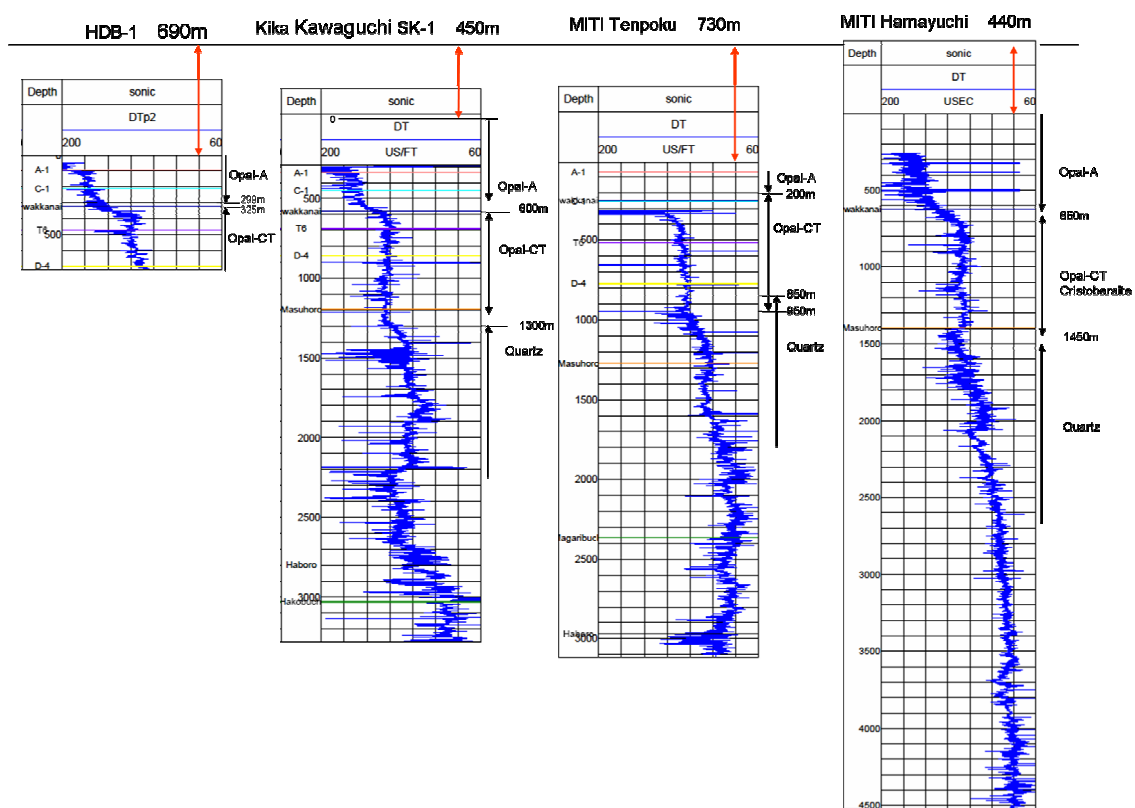 HDB-1 690m
Kika Kawaguchi SK-1 450m
MITI Tenpoku 730m
MITI Hamayuchi 440m
Depth sonic
DTp2
200 60
A-1
C-1
wakkanai
T6
500
D-4
Opal-A
299m
325m
Opal-CT
Depth sonic
0
DT
200 US/FT 60
A-1
C-1
500
wakkanai
T6
D-4
1000
Masuhoro
1500
2000
2500
Haboro
3000
Opal-A
600m
Opal-CT
1300m
Quartz
Depth sonic
DT
200 US/FT 60
A-1
500
D-4
1000
Masuhoro
1500
2000
2500
Haboro
3000
Opal-A
200m
Opal-CT
850m
950m
Quartz
Depth sonic
DT
200 USEC 60
500
wakkanai
1000
Masuhoro
1500
2000
2500
3000
3500
4000
4500
Opal-A
650m
Opal-CT
Cristobaralite
1450m
Quartz